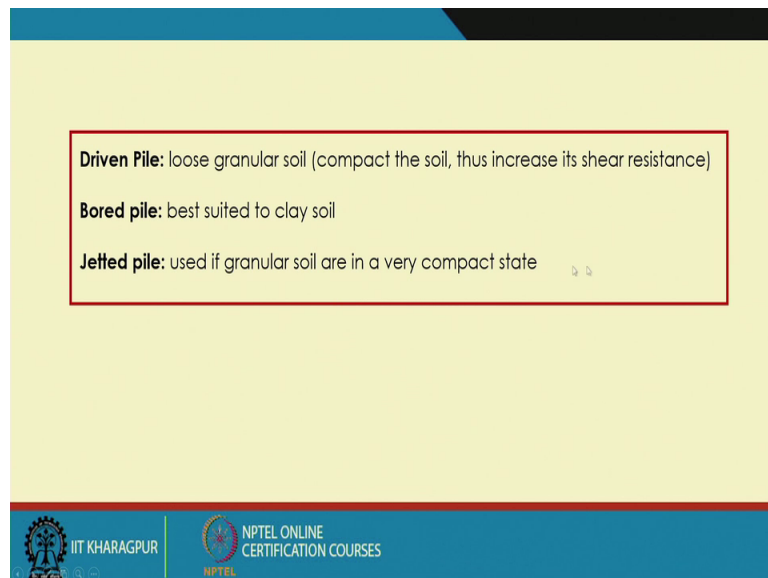 Driven Pile: loose granular soil (compact the soil, thus increase its shear resistance)
Bored pile: best suited to clay soil
Jetted pile: used if granular soil are in a very compact state
IIT KHARAGPUR
NPTEL
NPTEL ONLINE
CERTIFICATION COURSES